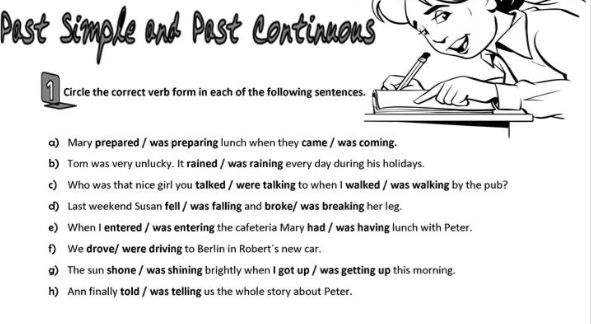 Past Simple and Past Continuous
1 Circle the correct verb form in each of the following sentences.
a) Mary prepared / was preparing lunch when they came / was coming.
b) Tom was very unlucky. It rained / was raining every day during his holidays.
c) Who was that nice girl you talked / were talking to when I walked / was walking by the pub?
d) Last weekend Susan fell / was falling and broke/ was breaking her leg.
e) When I entered / was entering the cafeteria Mary had / was having lunch with Peter.
f) We drove/ were driving to Berlin in Robert´s new car.
g) The sun shone / was shining brightly when I got up / was getting up this morning.
h) Ann finally told / was telling us the whole story about Peter.